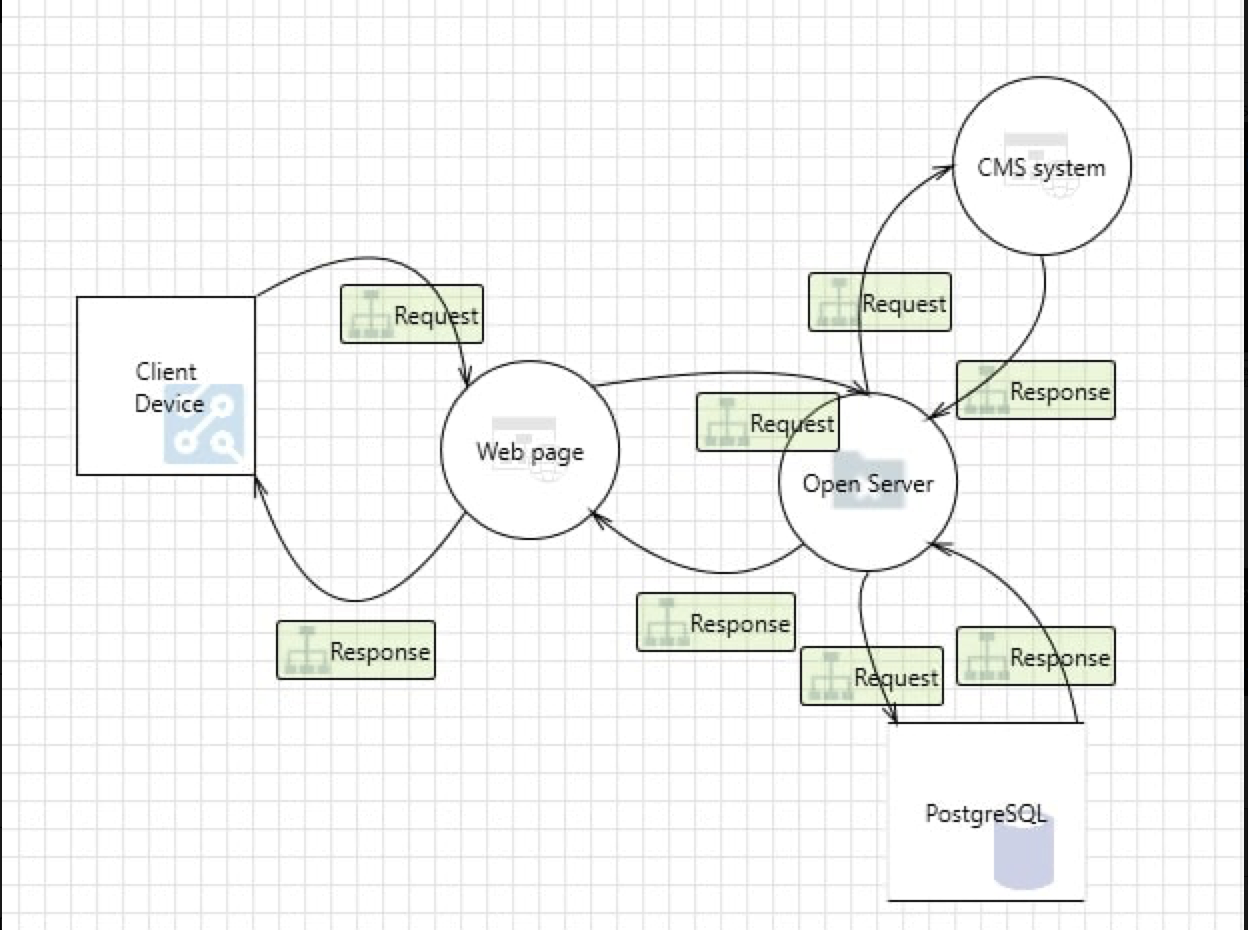 CMS system
Request
Request
Client
Device
Response
Request
Web page
Open Server
Response
Response
Request
Response
PostgreSQL